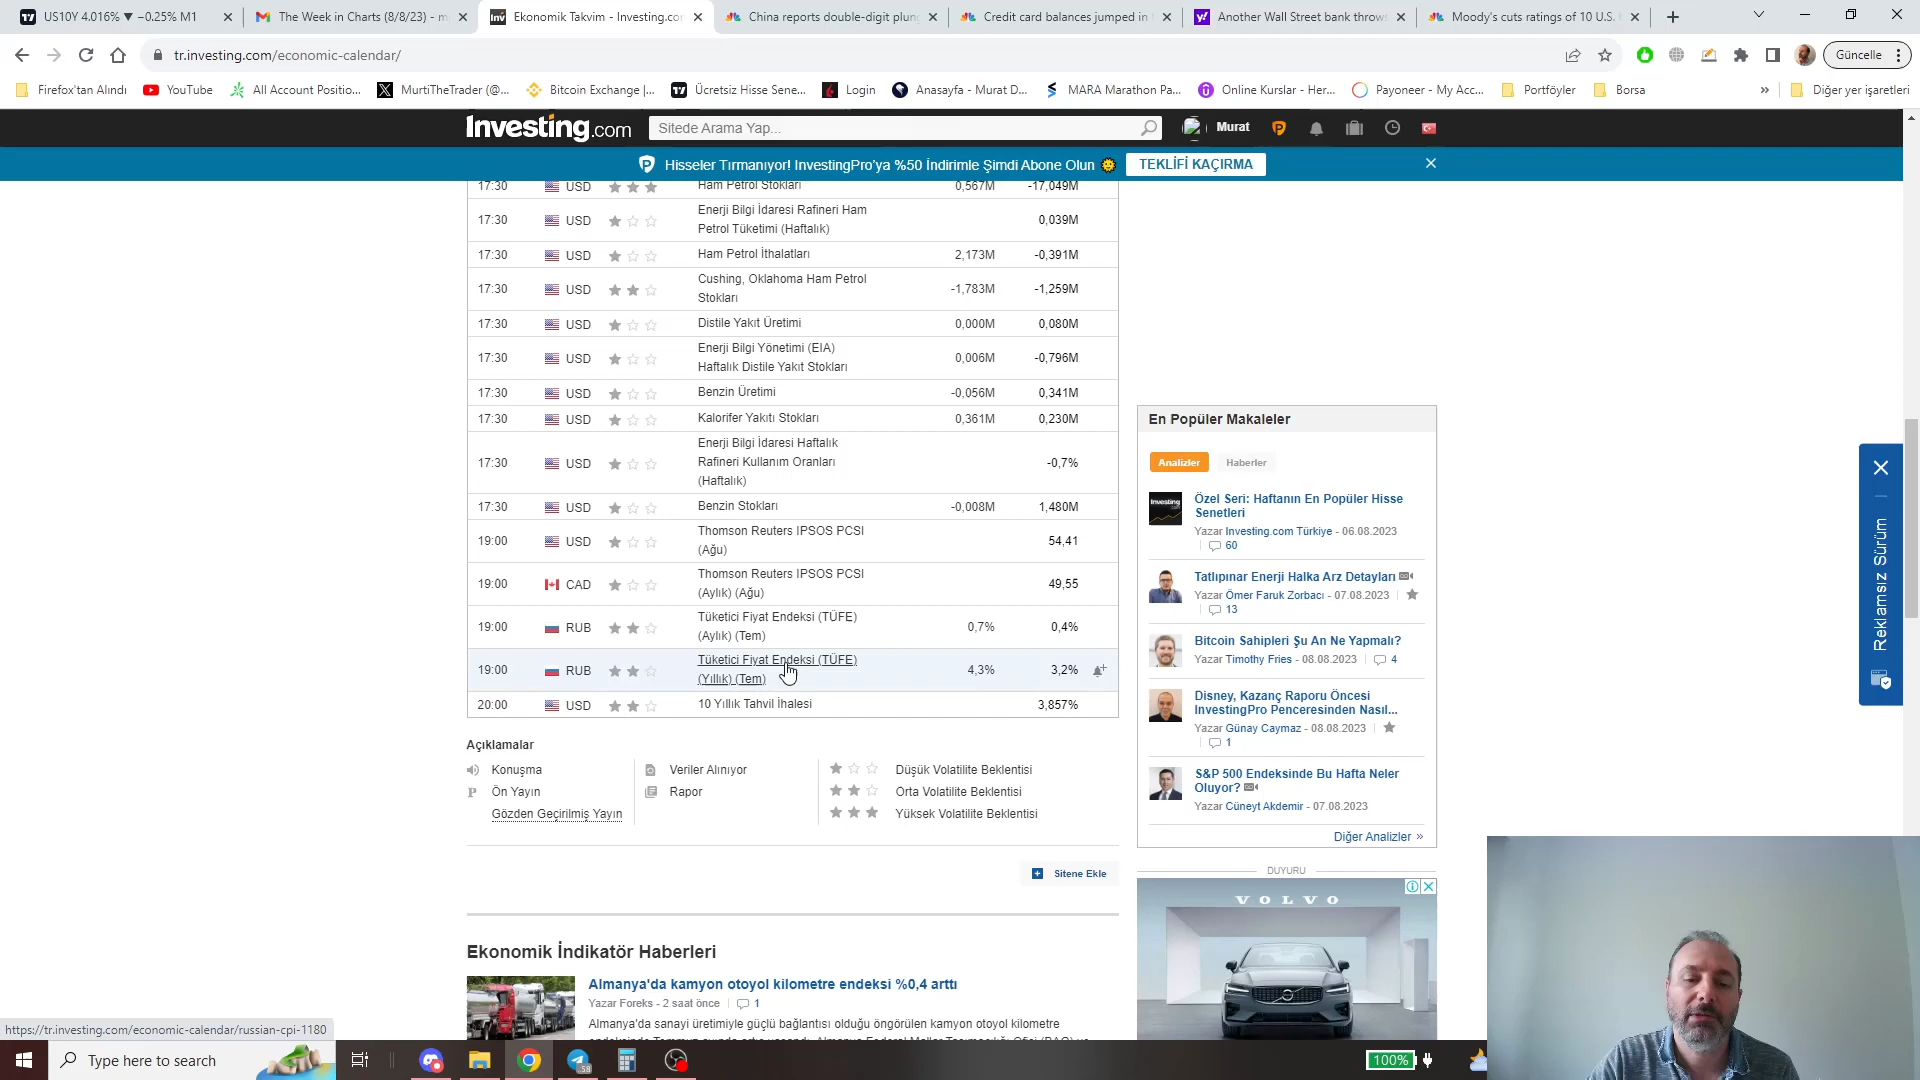 US10Y 4.016% ▼ −0.25% M1
The Week in Charts (8/8/23) - m
Ekonomik Takvim - Investing.com
China reports double-digit plung
Credit card balances jumped in
Another Wall Street bank throws
Moody's cuts ratings of 10 U.S.
tr.investing.com/economic-calendar/
Güncelle
Firefox'tan Alındı
YouTube
All Account Positio...
MurtiTheTrader (@...
Bitcoin Exchange |...
Ücretsiz Hisse Sene...
Login
Anasayfa - Murat D...
MARA Marathon Pa...
Online Kurslar - Her...
Payoneer - My Acc...
Portföyler
Borsa
»
Diğer yer işaretleri
Investing.com
Sitede Arama Yap...
Murat
Hisseler Tırmanıyor! InvestingPro'ya %50 İndirimle Şimdi Abone Olun
TEKLİFİ KAÇIRMA
17:30 USD Ham Petrol Stokları 0,567M -17,049M
17:30 USD Enerji Bilgi İdaresi Rafineri Ham
Petrol Tüketimi (Haftalık) 0,039M
17:30 USD Ham Petrol İthalatları 2,173M -0,391M
17:30 USD Cushing, Oklahoma Ham Petrol
Stokları -1,783M -1,259M
17:30 USD Distile Yakıt Üretimi 0,000M 0,080M
17:30 USD Enerji Bilgi Yönetimi (EIA)
Haftalık Distile Yakıt Stokları 0,006M -0,796M
17:30 USD Benzin Üretimi -0,056M 0,341M
17:30 USD Kalorifer Yakıtı Stokları 0,361M 0,230M
17:30 USD Enerji Bilgi İdaresi Haftalık
Rafineri Kullanım Oranları
(Haftalık) -0,7%
17:30 USD Benzin Stokları -0,008M 1,480M
19:00 USD Thomson Reuters IPSOS PCSI
(Ağu) 54,41
19:00 CAD Thomson Reuters IPSOS PCSI
(Aylık) (Ağu) 49,55
19:00 RUB Tüketici Fiyat Endeksi (TÜFE)
(Aylık) (Tem) 0,7% 0,4%
19:00 RUB Tüketici Fiyat Endeksi (TÜFE)
(Yıllık) (Tem) 4,3% 3,2%
20:00 USD 10 Yıllık Tahvil İhalesi 3,857%
Açıklamalar
Konuşma
Veriler Alınıyor
Düşük Volatilite Beklentisi
P Ön Yayın
Rapor
Orta Volatilite Beklentisi
Gözden Geçirilmiş Yayın
Yüksek Volatilite Beklentisi
Sitene Ekle
Ekonomik İndikatör Haberleri
Almanya'da kamyon otoyol kilometre endeksi %0,4 arttı
Yazar Foreks - 2 saat önce | 1
Almanya'da sanayi üretimiyle güçlü bağlantısı olduğu öngörülen kamyon otoyol kilometre
En Popüler Makaleler
Analizler
Haberler
Investing
Özel Seri: Haftanın En Popüler Hisse
Senetleri
Yazar Investing.com Türkiye - 06.08.2023
60
Tatlıpınar Enerji Halka Arz Detayları
Yazar Ömer Faruk Zorbacı - 07.08.2023
13
Bitcoin Sahipleri Şu An Ne Yapmalı?
Yazar Timothy Fries - 08.08.2023 | 4
Disney, Kazanç Raporu Öncesi
InvestingPro Penceresinden Nasıl...
Yazar Günay Caymaz - 08.08.2023
1
S&P 500 Endeksinde Bu Hafta Neler
Oluyor?
Yazar Cüneyt Akdemir - 07.08.2023
Diğer Analizler »
DUYURU
VOLVO
Reklamsız Sürüm
https://tr.investing.com/economic-calendar/russian-cpi-1180
Type here to search
58
100%